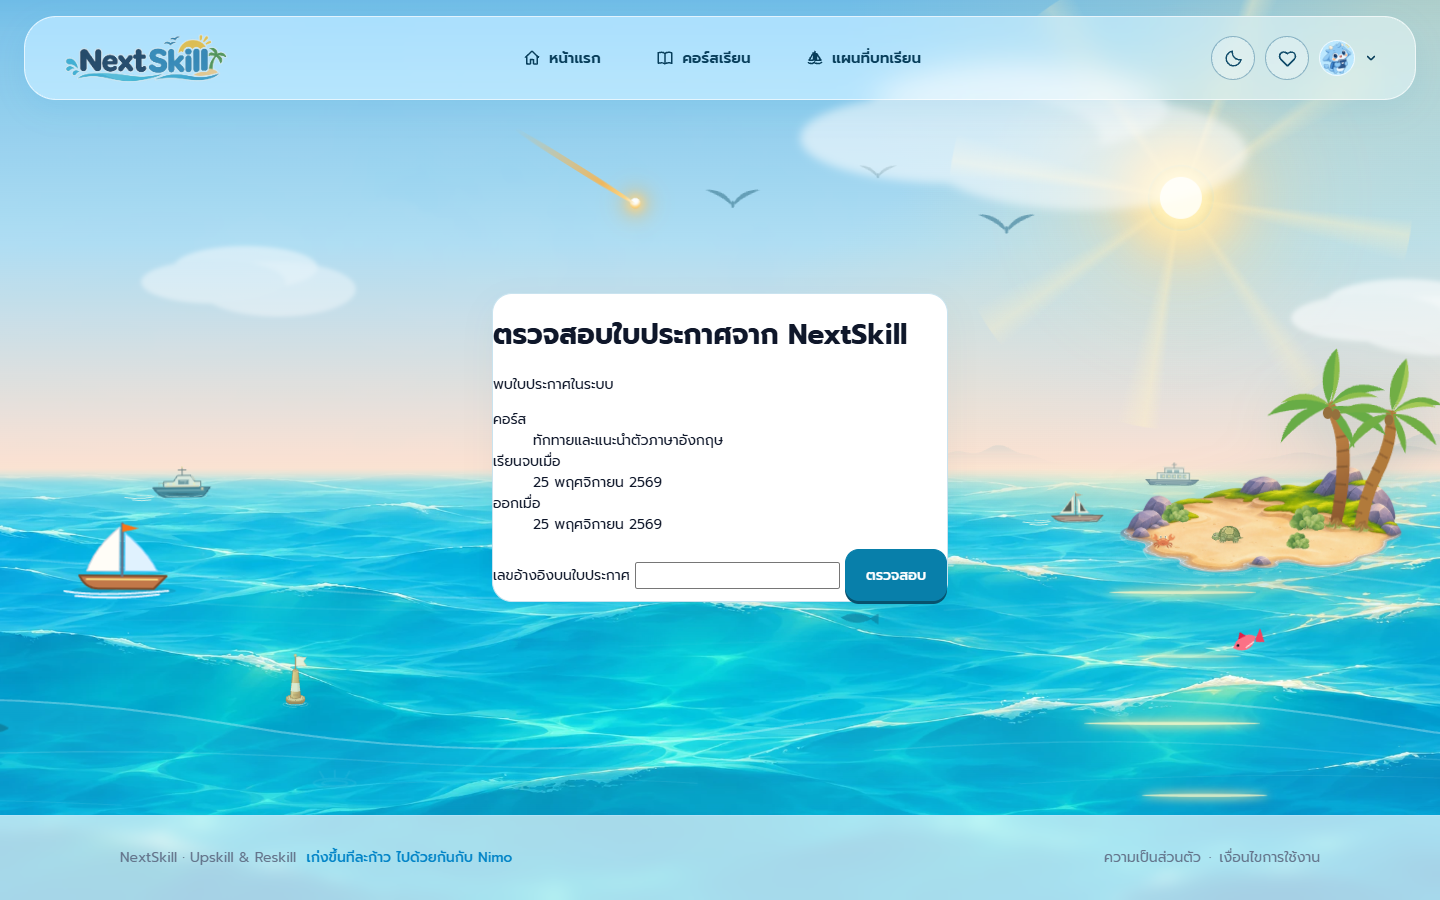 NextSkill
หน้าแรก
คอร์สเรียน
แผนที่บทเรียน
ตรวจสอบใบประกาศจาก NextSkill
พบใบประกาศในระบบ
คอร์ส
ทักทายและแนะนำตัวภาษาอังกฤษ
เรียนจบเมื่อ
25 พฤศจิกายน 2569
ออกเมื่อ
25 พฤศจิกายน 2569
เลขอ้างอิงบนใบประกาศ
ตรวจสอบ
NextSkill · Upskill & Reskill เก่งขึ้นทีละก้าว ไปด้วยกันกับ Nimo
ความเป็นส่วนตัว · เงื่อนไขการใช้งาน